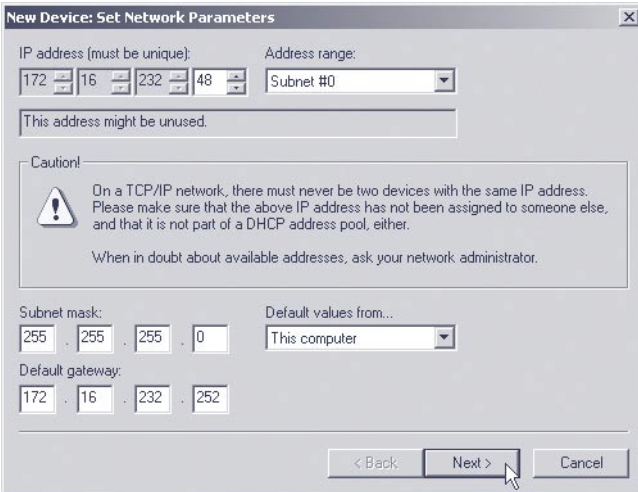 New Device: Set Network Parameters
IP address (must be unique): Address range:
172 16 232 48 Subnet #0
This address might be unused.
Caution!
On a TCP/IP network, there must never be two devices with the same IP address.
Please make sure that the above IP address has not been assigned to someone else,
and that it is not part of a DHCP address pool, either.
When in doubt about available addresses, ask your network administrator.
Subnet mask: Default values from...
255 . 255 . 255 . 0 This computer
Default gateway:
172 . 16 . 232 . 252
< Back Next > Cancel